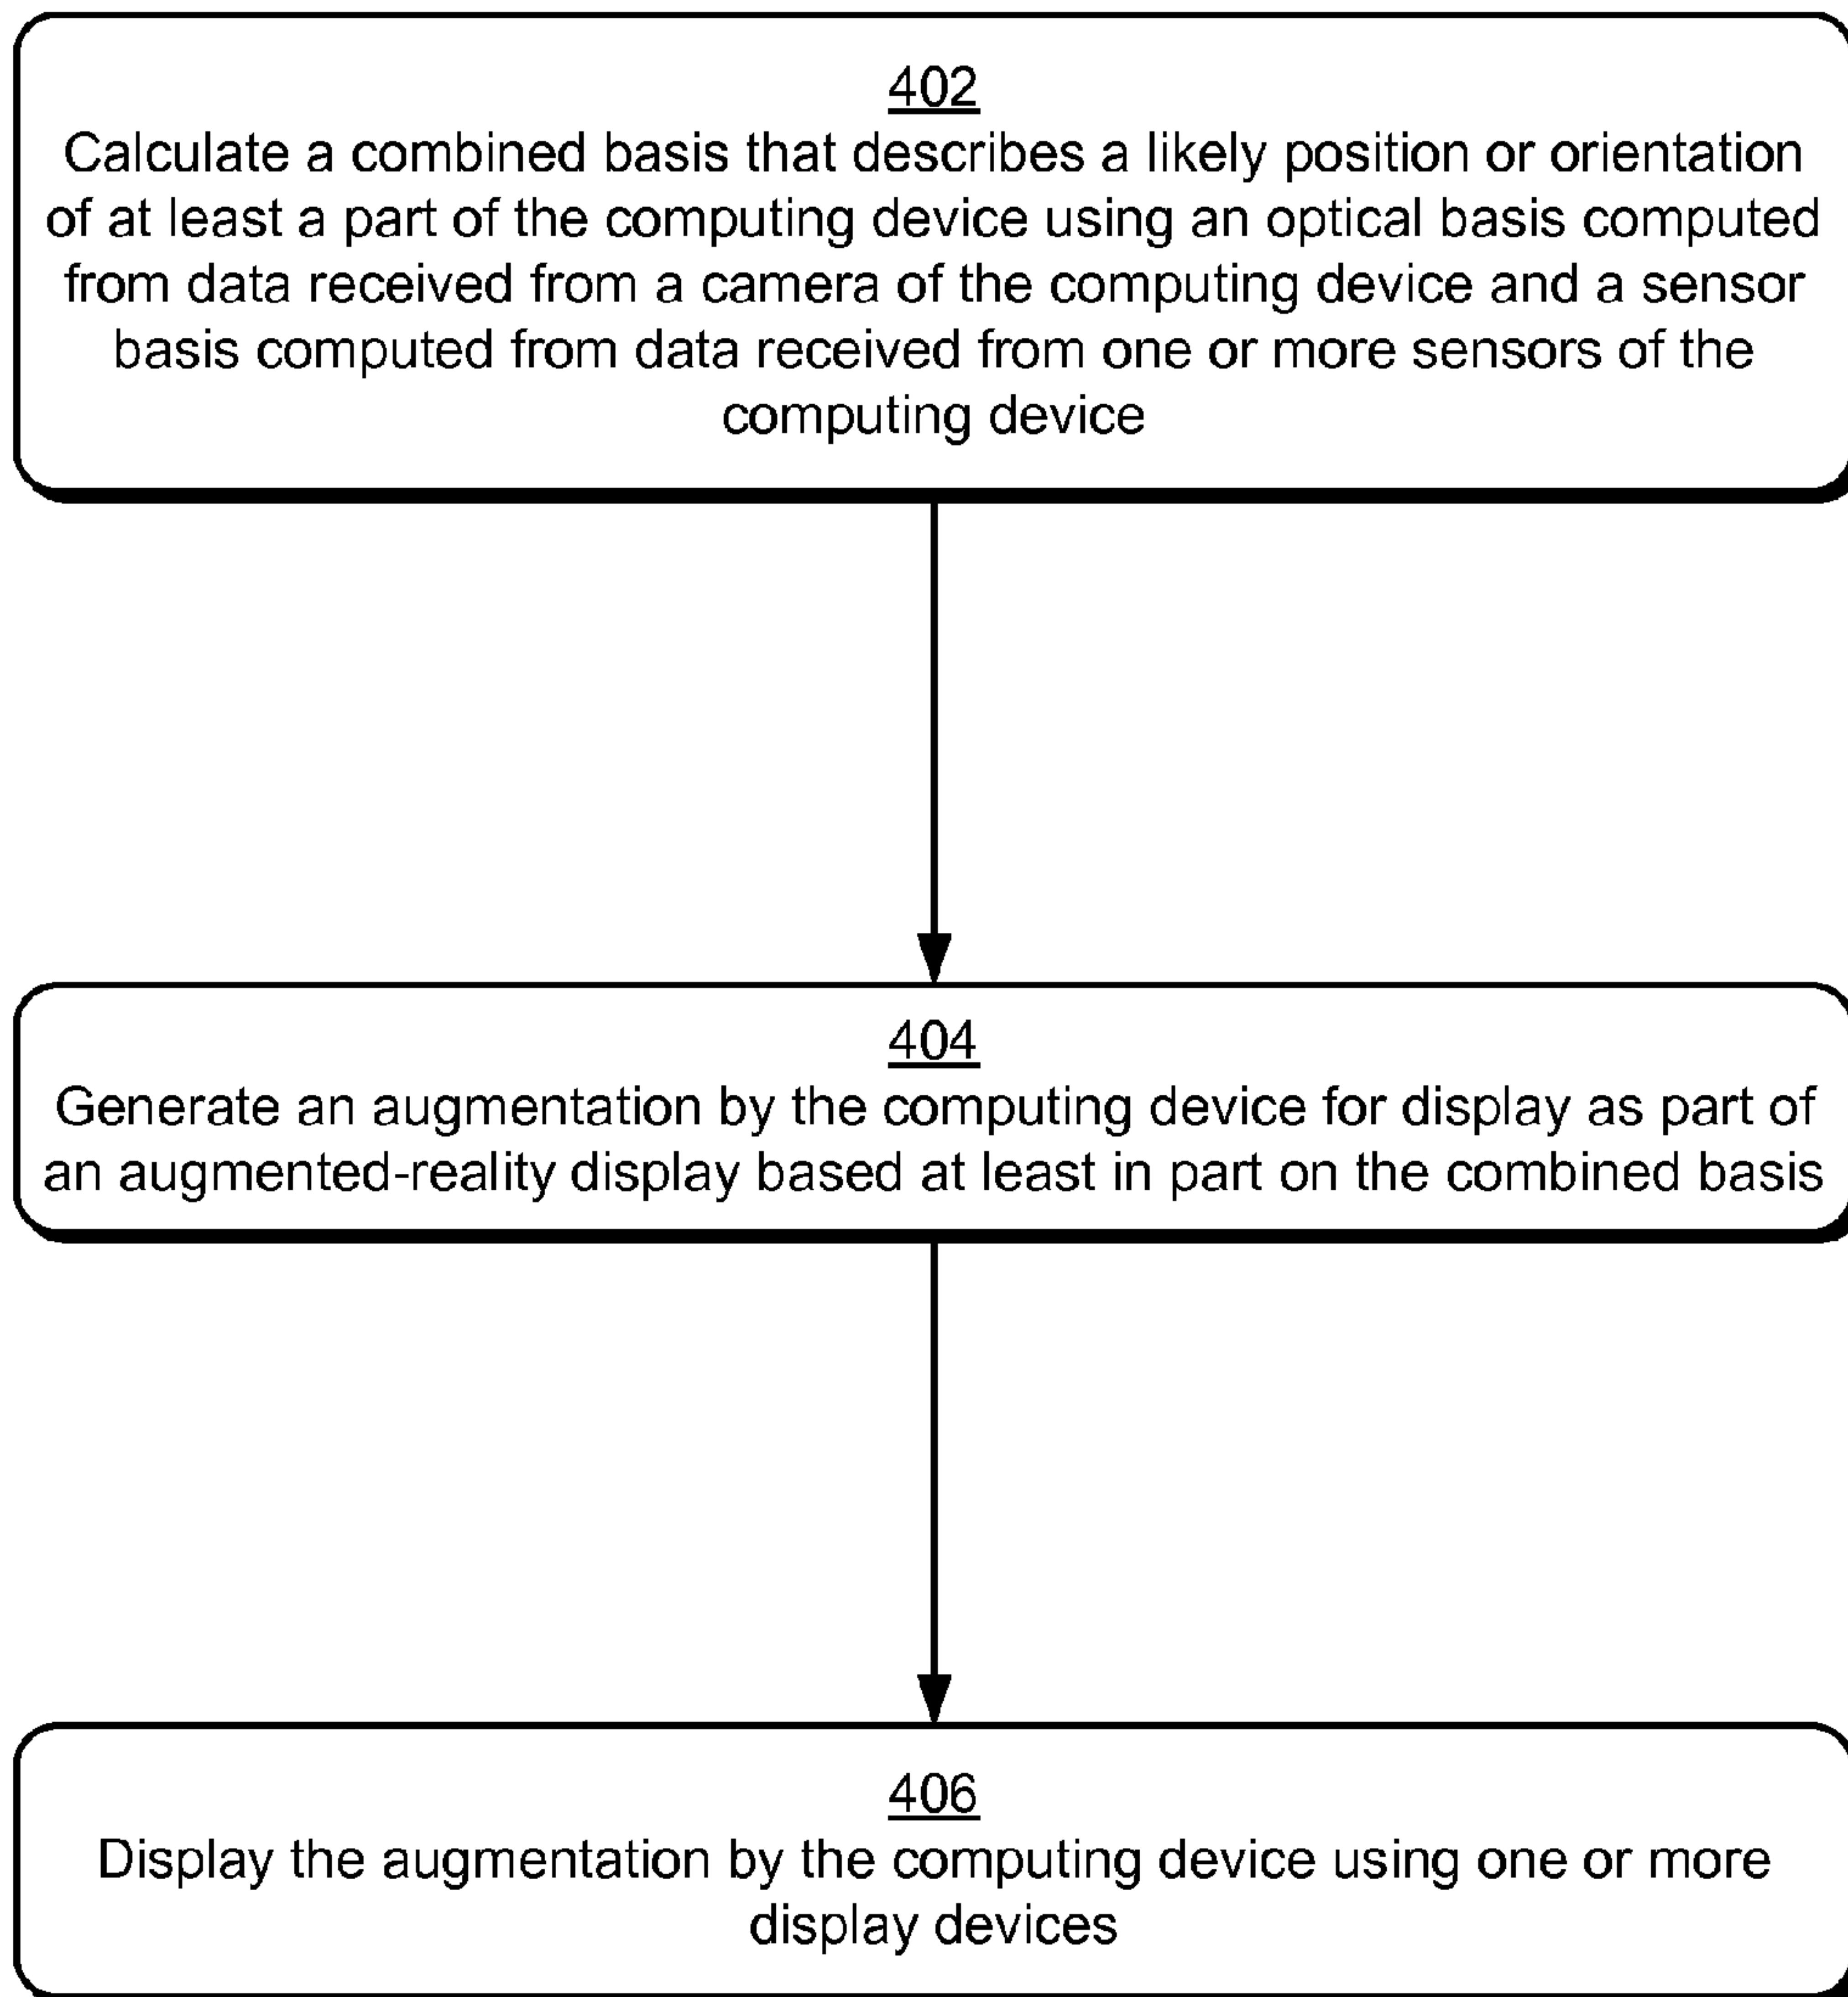 402
Calculate a combined basis that describes a likely position or orientation
of at least a part of the computing device using an optical basis computed
from data received from a camera of the computing device and a sensor
basis computed from data received from one or more sensors of the
computing device
404
Generate an augmentation by the computing device for display as part of
an augmented-reality display based at least in part on the combined basis
406
Display the augmentation by the computing device using one or more
display devices